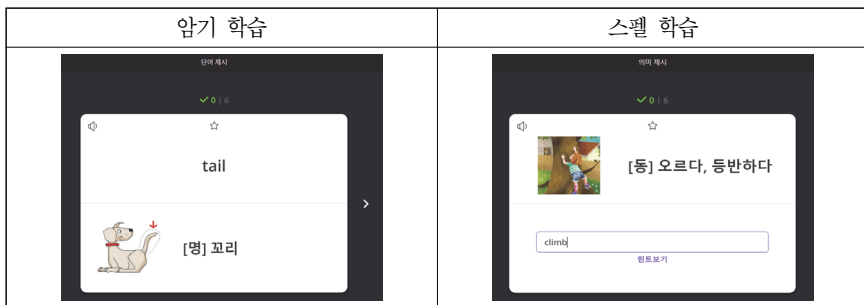 암기 학습
스펠 학습
단어 제시
✓ 0 | 6
tail
[명] 꼬리
의미 제시
✓ 0 | 6
[동] 오르다, 등반하다
climb
힌트보기